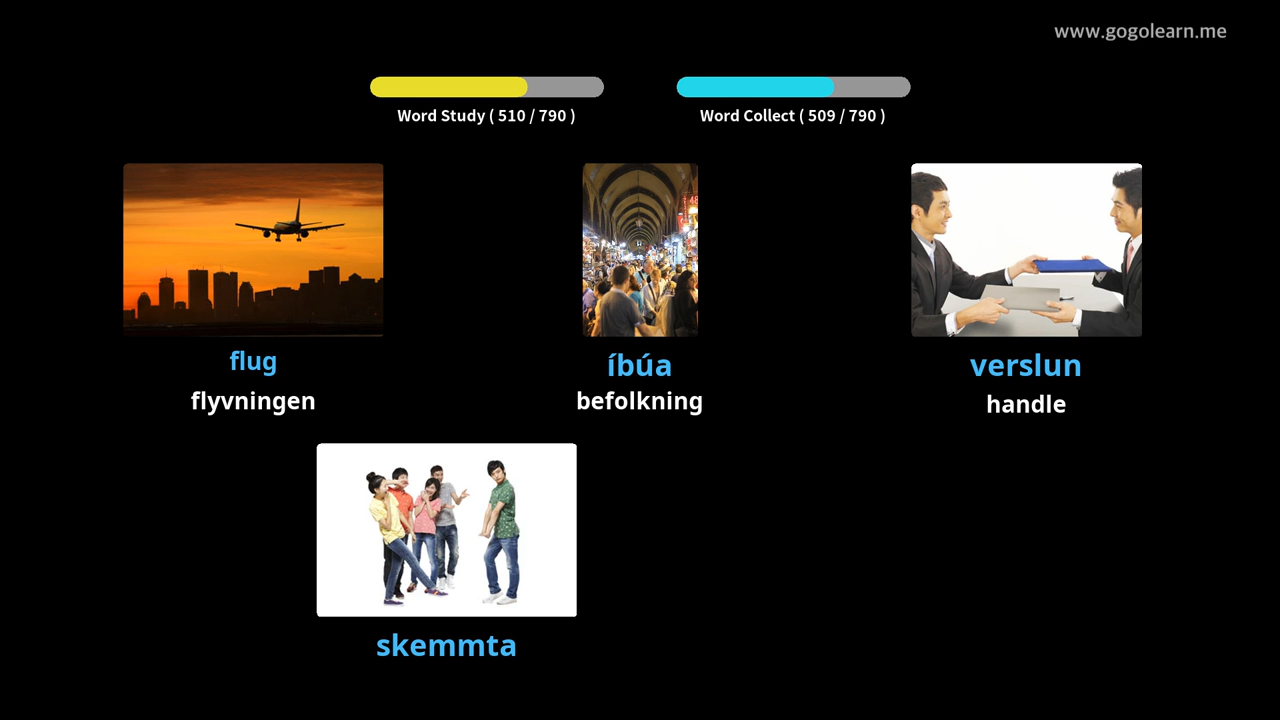 www.gogolearn.me
Word Study ( 510 / 790 )
Word Collect ( 509 / 790 )
flug
flyvningen
íbúa
befolkning
verslun
handle
skemmta